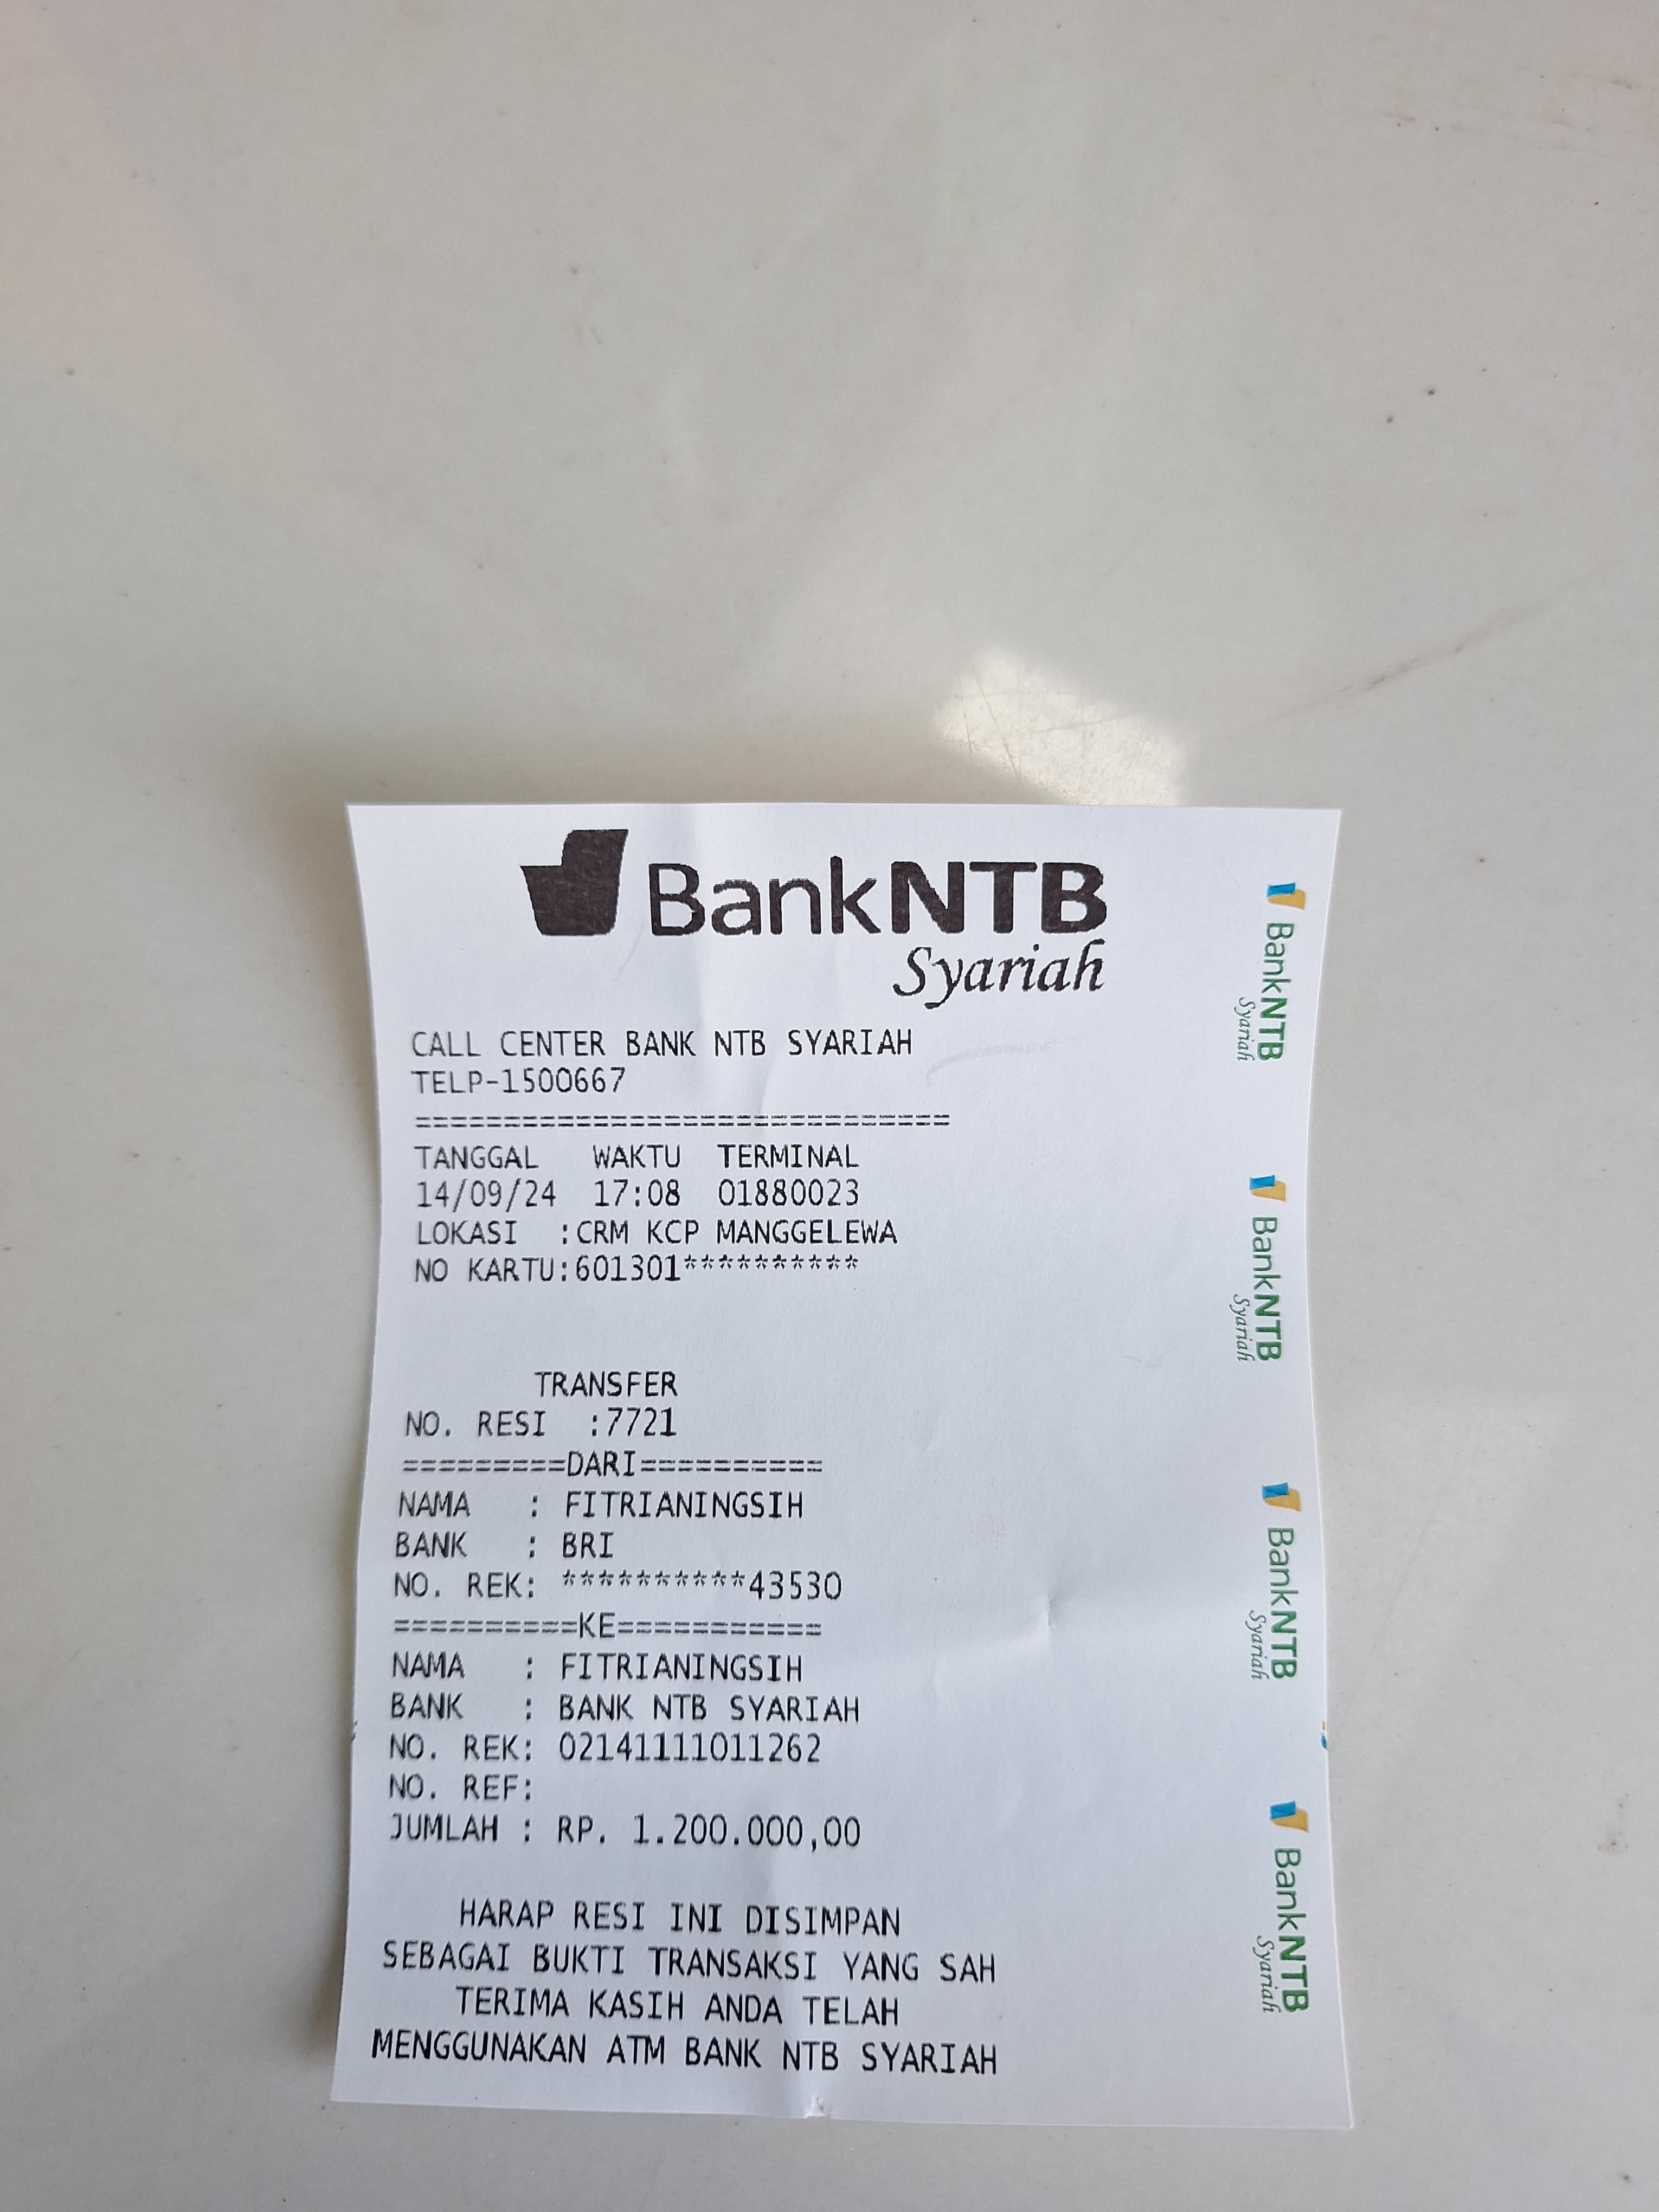 BankNTB
Syariah
CALL CENTER BANK NTB SYARIAH
TELP-1500667
==============================
TANGGAL WAKTU TERMINAL
14/09/24 17:08 01880023
LOKASI :CRM KCP MANGGELEWA
NO KARTU:601301**********
TRANSFER
NO. RESI :7721
=========DARI==========
NAMA : FITRIANINGSIH
BANK : BRI
NO. REK: **********43530
==========KE===========
NAMA : FITRIANINGSIH
BANK : BANK NTB SYARIAH
NO. REK: 02141111011262
NO. REF:
JUMLAH : RP. 1.200.000,00
HARAP RESI INI DISIMPAN
SEBAGAI BUKTI TRANSAKSI YANG SAH
TERIMA KASIH ANDA TELAH
MENGGUNAKAN ATM BANK NTB SYARIAH
BankNTB
Syariah
BankNTB
Syariah
BankNTB
Syariah
BankNTB
Syariah